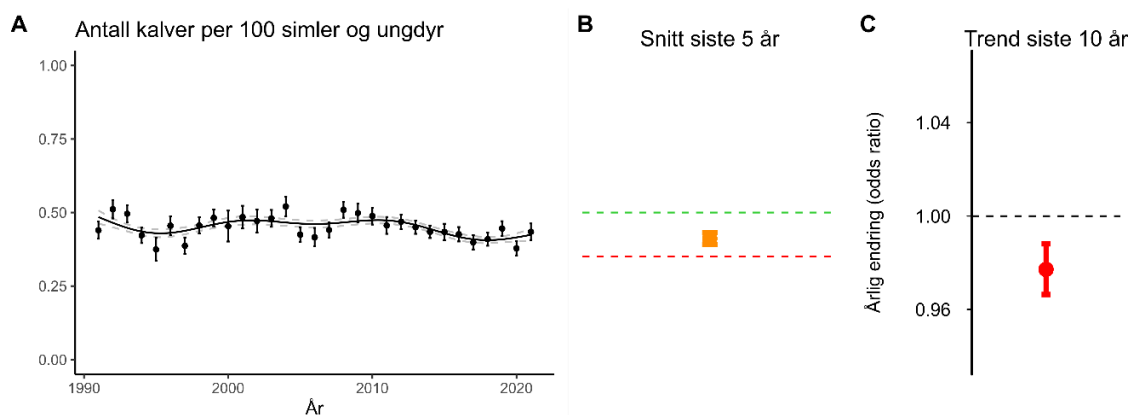 A
Antall kalver per 100 simler og ungdyr
1.00
0.75
0.50
0.25
0.00
1990
2000
2010
2020
År
B
Snitt siste 5 år
C
Trend siste 10 år
Årlig endring (odds ratio)
1.04
1.00
0.96